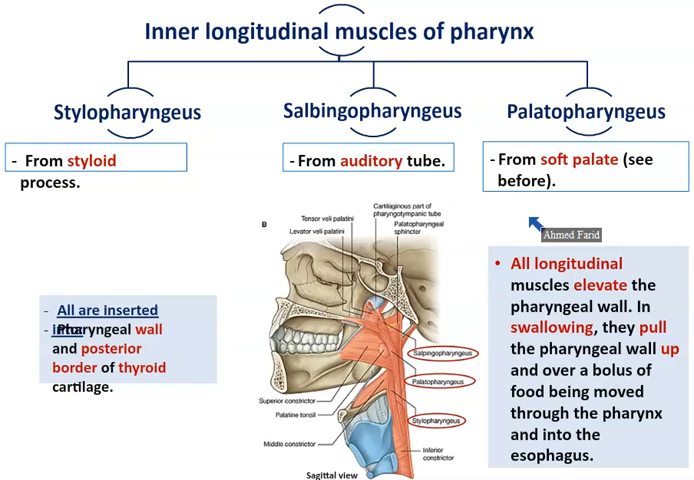 Inner longitudinal muscles of pharynx
Stylopharyngeus
Salbingopharyngeus
Palatopharyngeus
- From styloid
process.
- From auditory tube.
- From soft palate (see
before).
Ahmed Farid
- All are inserted
- Pharyngeal wall
and posterior
border of thyroid
cartilage.
B
Cartilaginous part of
pharyngotympanic tube
Tensor veli palatini
Palatopharyngeal
sphincter
Levator veli palatini
Salpingopharyngeus
Palatopharyngeus
Superior constrictor
Palatine tonsil
Stylopharyngeus
Middle constrictor
Inferior
constrictor
Sagittal view
• All longitudinal
muscles elevate the
pharyngeal wall. In
swallowing, they pull
the pharyngeal wall up
and over a bolus of
food being moved
through the pharynx
and into the
esophagus.